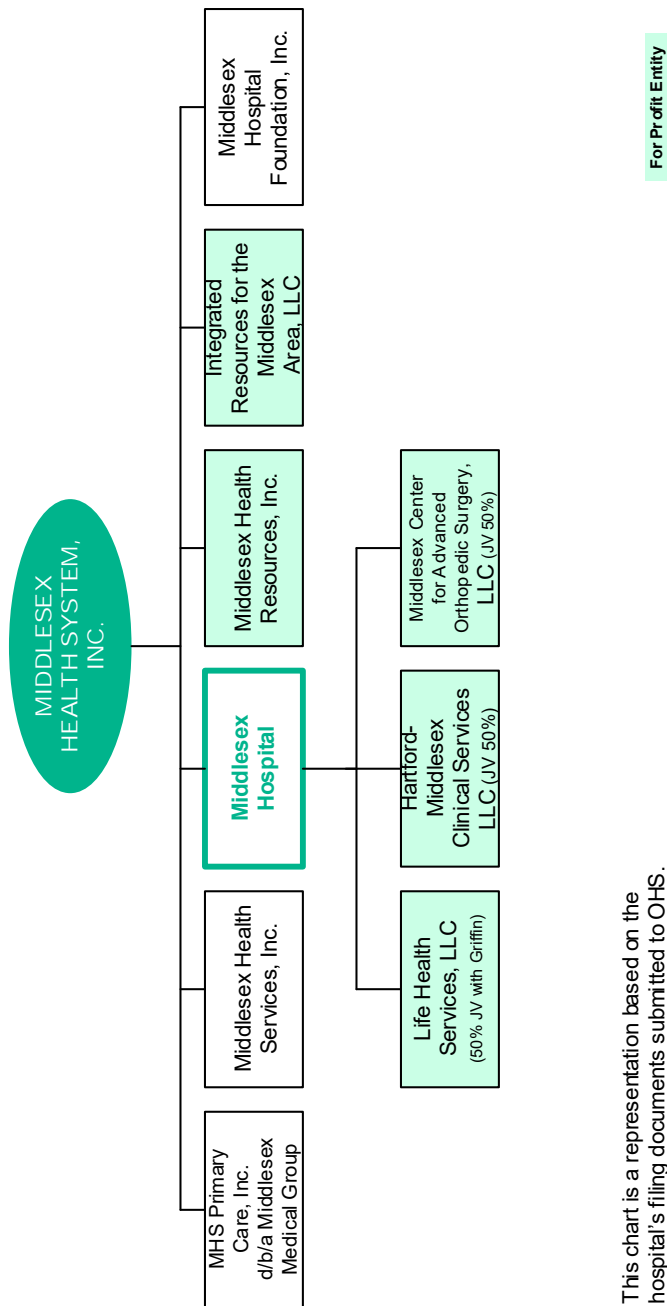 MIDDLESEX
HEALTH SYSTEM,
INC.
MHS Primary
Care, Inc.
d/b/a Middlesex
Medical Group
Middlesex Health
Services, Inc.
Middlesex
Hospital
Middlesex Health
Resources, Inc.
Integrated
Resources for the
Middlesex
Area, LLC
Middlesex
Hospital
Foundation, Inc.
Life Health
Services, LLC
(50% JV with Griffin)
Hartford-
Middlesex
Clinical Services
LLC (JV 50%)
Middlesex Center
for Advanced
Orthopedic Surgery,
LLC (JV 50%)
This chart is a representation based on the
hospital's filing documents submitted to OHS.
For Profit Entity